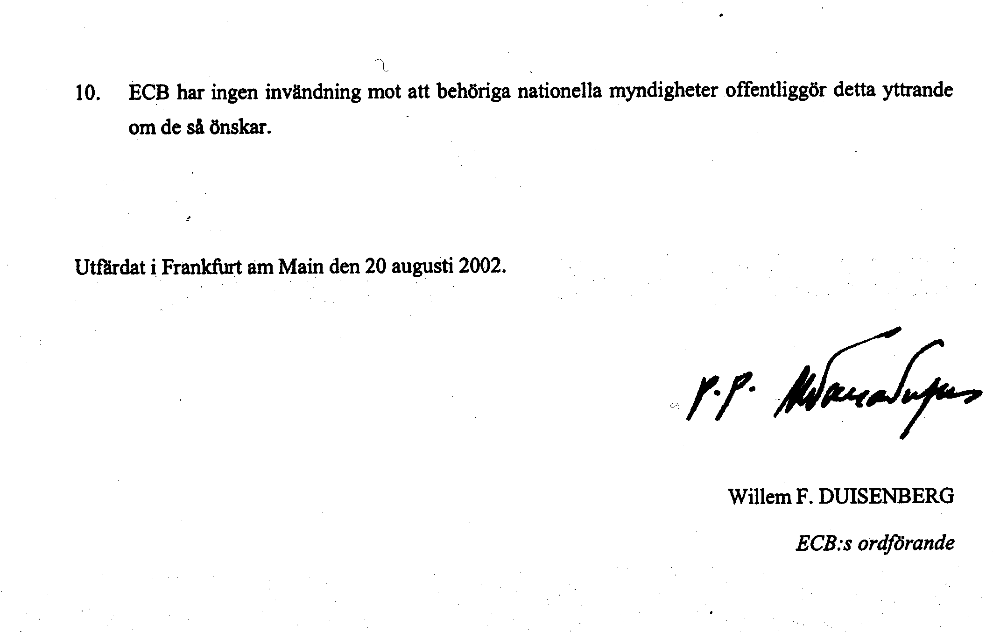 10. ECB har ingen invändning mot att behöriga nationella myndigheter offentliggör detta yttrande
om de så önskar.
Utfärdat i Frankfurt am Main den 20 augusti 2002.
p.p.
Willem F. DUISENBERG
ECB:s ordförande